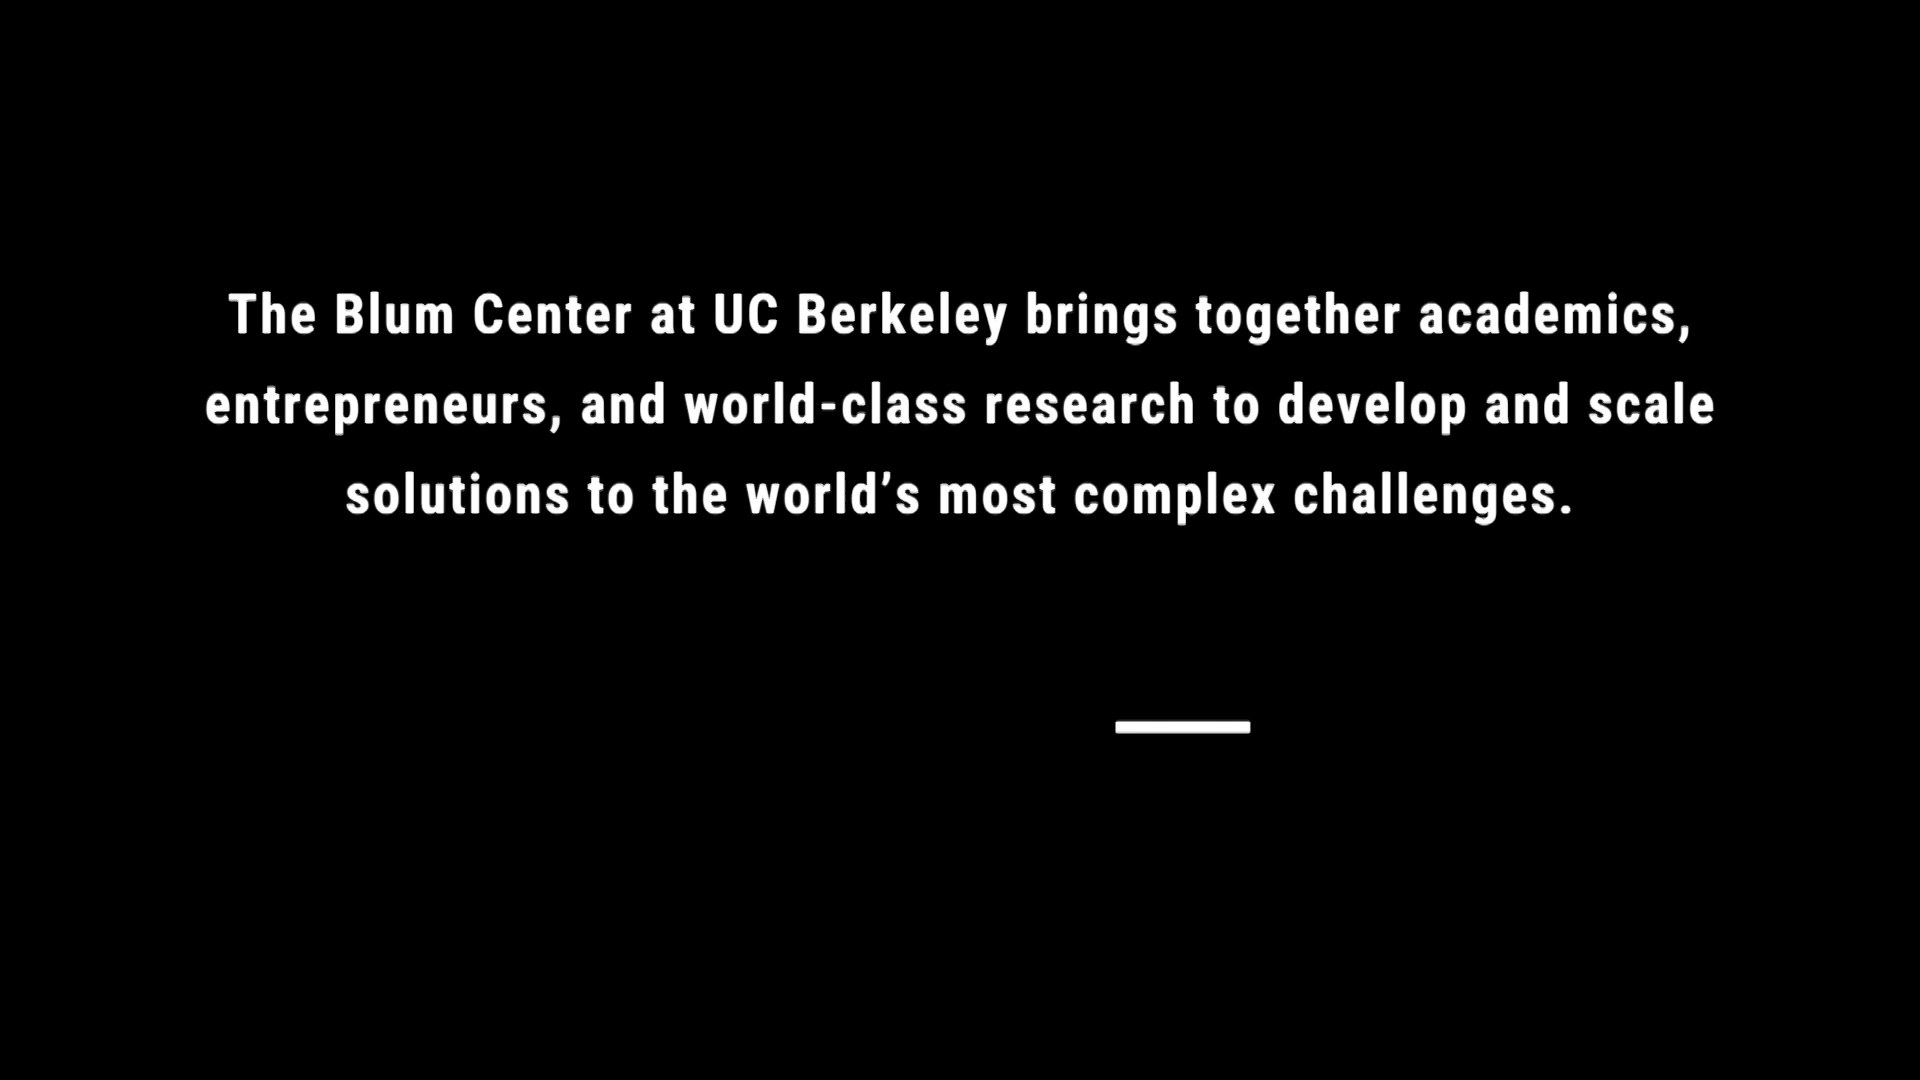 The Blum Center at UC Berkeley brings together academics,
entrepreneurs, and world-class research to develop and scale
solutions to the world’s most complex challenges.